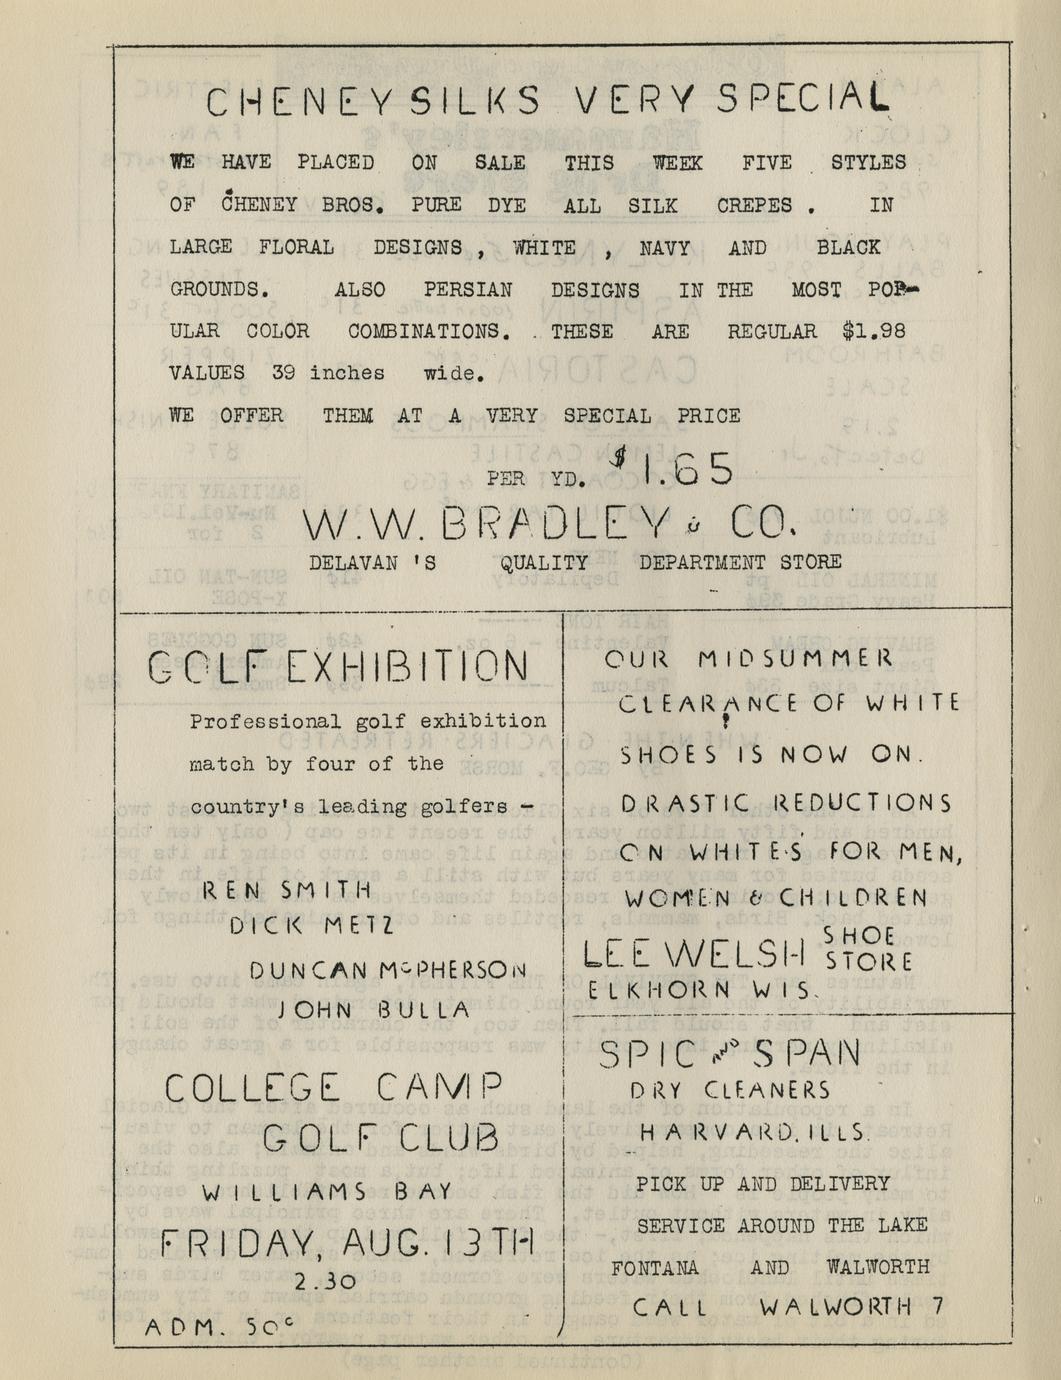 CHENEY SILKS VERY SPECIAL
WE HAVE PLACED ON SALE THIS WEEK FIVE STYLES
OF CHENEY BROS. PURE DYE ALL SILK CREPES . IN
LARGE FLORAL DESIGNS , WHITE , NAVY AND BLACK
GROUNDS. ALSO PERSIAN DESIGNS IN THE MOST POP-
ULAR COLOR COMBINATIONS. THESE ARE REGULAR $1.98
VALUES 39 inches wide.
WE OFFER THEM AT A VERY SPECIAL PRICE
PER YD. $1.65
W.W. BRADLEY & CO.
DELAVAN 'S QUALITY DEPARTMENT STORE
GOLF EXHIBITION
Professional golf exhibition
match by four of the
country's leading golfers -
REN SMITH
DICK METZ
DUNCAN McPHERSON
JOHN BULLA
COLLEGE CAMP
GOLF CLUB
WILLIAMS BAY
FRIDAY, AUG. 13TH
2.30
ADM. 50c
OUR MIDSUMMER
CLEARANCE OF WHITE
SHOES IS NOW ON.
DRASTIC REDUCTIONS
ON WHITE'S FOR MEN,
WOMEN & CHILDREN
LEE WELSH SHOE STORE
ELKHORN WIS.
SPIC AND SPAN
DRY CLEANERS
HARVARD. ILLS.
PICK UP AND DELIVERY
SERVICE AROUND THE LAKE
FONTANA AND WALWORTH
CALL WALWORTH 7